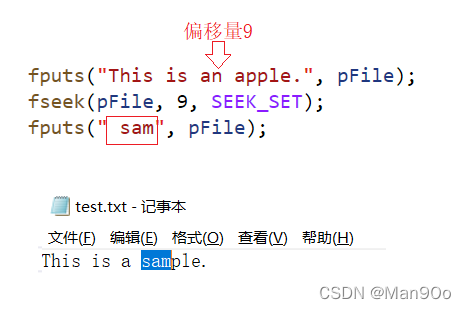 偏移量9
fputs("This is an apple.", pFile);
fseek(pFile, 9, SEEK_SET);
fputs(" sam", pFile);
test.txt - 记事本
文件(F) 编辑(E) 格式(O) 查看(V) 帮助(H)
This is a sample.
CSDN @Man9Oo